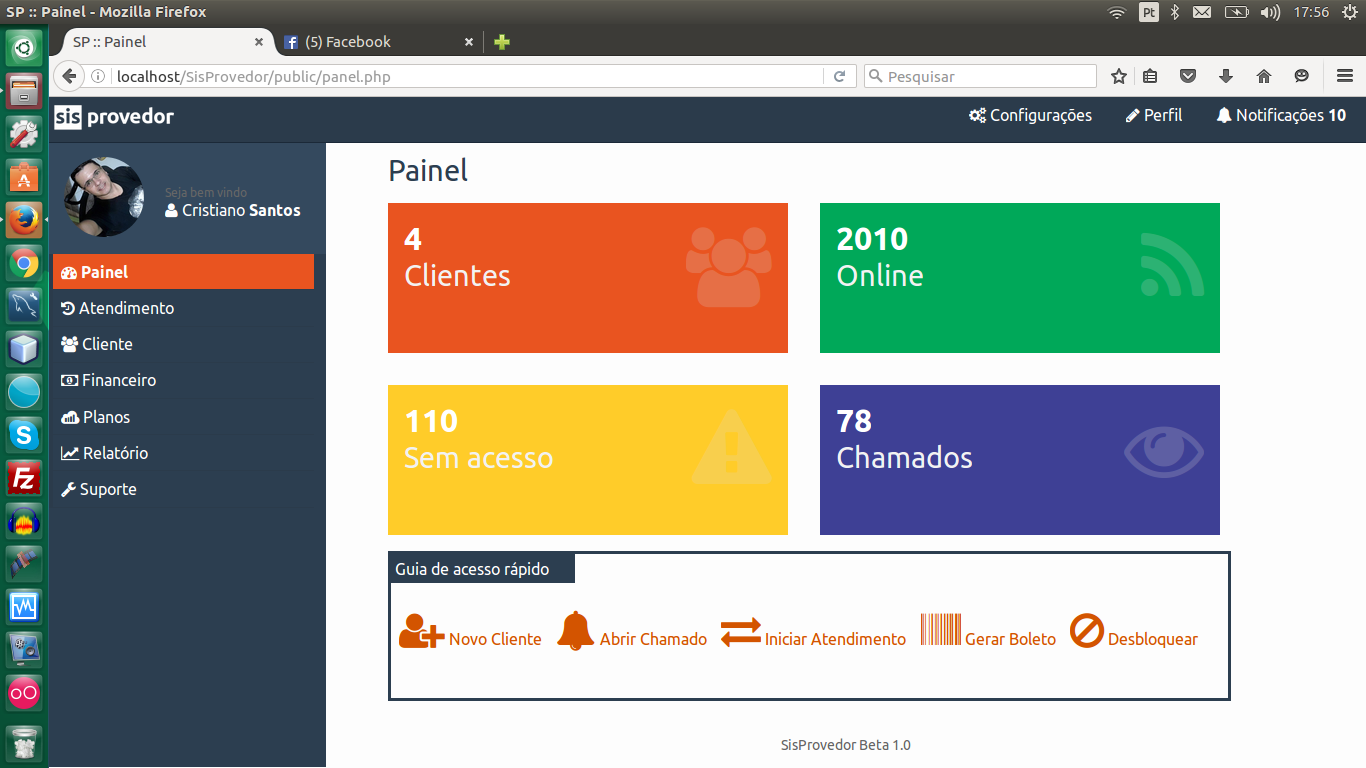 SP :: Painel - Mozilla Firefox
Pt
17:56
SP :: Painel
(5) Facebook
localhost/SisProvedor/public/panel.php
Pesquisar
sis provedor
Configurações
Perfil
Notificações 10
Seja bem vindo
Cristiano Santos
Painel
Atendimento
Cliente
Financeiro
Planos
Relatório
Suporte
Painel
4
Clientes
2010
Online
110
Sem acesso
78
Chamados
Guia de acesso rápido
Novo Cliente
Abrir Chamado
Iniciar Atendimento
Gerar Boleto
Desbloquear
SisProvedor Beta 1.0